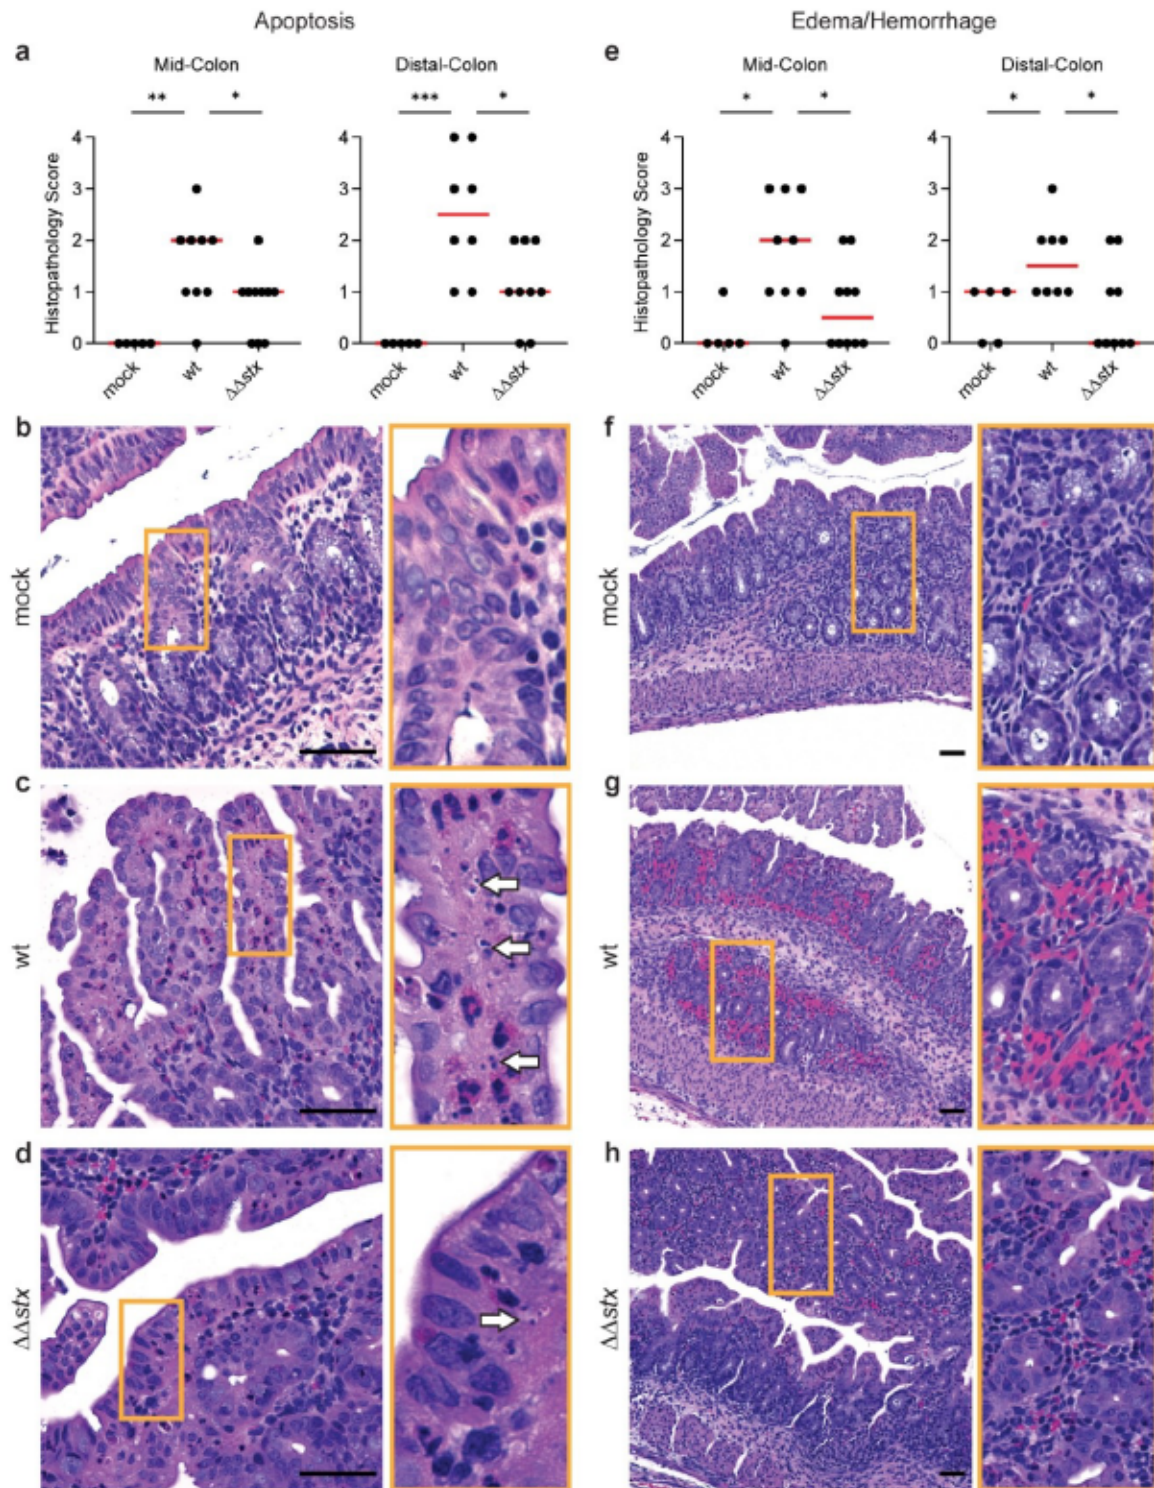 Apoptosis
Edema/Hemorrhage
a
Mid-Colon
Distal-Colon
** *
*** *
Histopathology Score
4
3
2
1
0
4
3
2
1
0
mock wt ΔΔstx
mock wt ΔΔstx
e
Mid-Colon
Distal-Colon
* *
* *
Histopathology Score
4
3
2
1
0
4
3
2
1
0
mock wt ΔΔstx
mock wt ΔΔstx
b
mock
f
mock
c
wt
g
wt
d
ΔΔstx
h
ΔΔstx